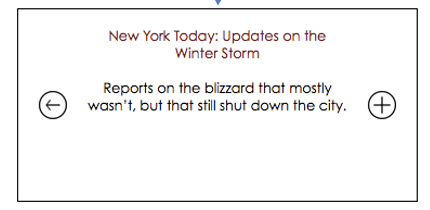 New York Today: Updates on the
Winter Storm
Reports on the blizzard that mostly
wasn't, but that still shut down the city.